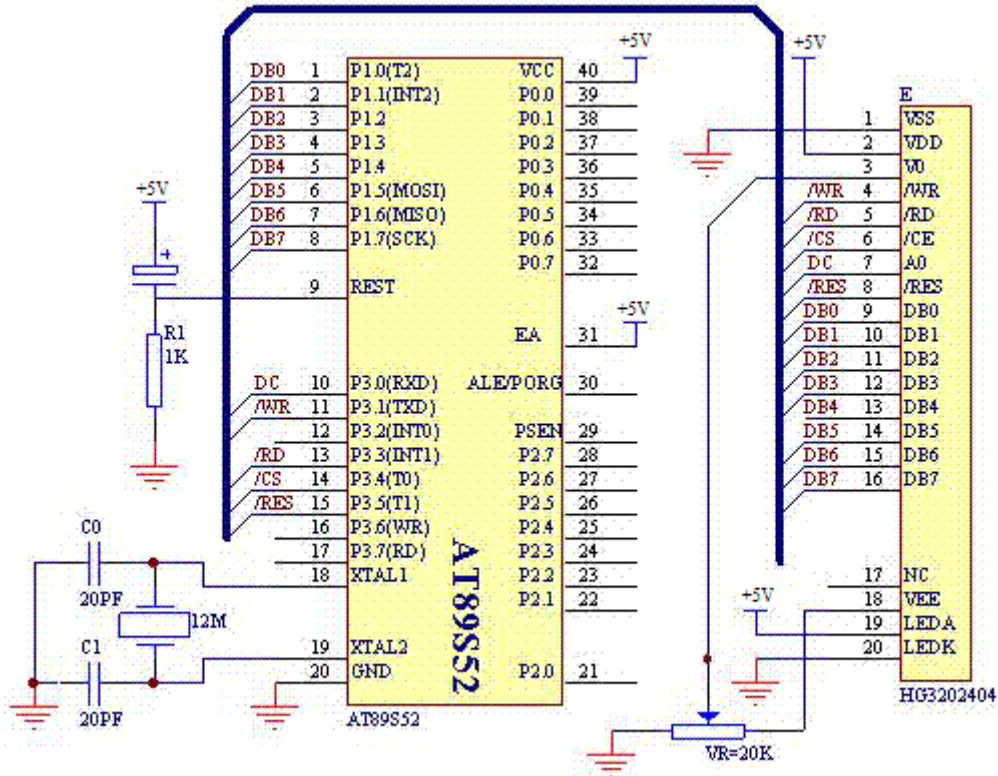 +5V
+5V
E
DB0 1 P1.0(T2) VCC 40
DB1 2 P1.1(INT2) P0.0 39
DB2 3 P1.2 P0.1 38
DB3 4 P1.3 P0.2 37
DB4 5 P1.4 P0.3 36
DB5 6 P1.5(MOSI) P0.4 35
DB6 7 P1.6(MISO) P0.5 34
DB7 8 P1.7(SCK) P0.6 33
P0.7 32
9 REST
EA 31
+5V
DC 10 P3.0(RXD) ALE/PORG 30
/WR 11 P3.1(TXD)
12 P3.2(INT0) PSEN 29
/RD 13 P3.3(INT1) P2.7 28
/CS 14 P3.4(T0) P2.6 27
/RES 15 P3.5(T1) P2.5 26
16 P3.6(WR) P2.4 25
17 P3.7(RD) P2.3 24
18 XTAL1 P2.2 23
P2.1 22
19 XTAL2
20 GND P2.0 21
AT89S52
AT89S52
+5V
+
R1
1K
C0
20PF
12M
C1
20PF
1 VSS
2 VDD
3 V0
/WR 4 /WR
/RD 5 /RD
/CS 6 /CE
DC 7 A0
/RES 8 /RES
DB0 9 DB0
DB1 10 DB1
DB2 11 DB2
DB3 12 DB3
DB4 13 DB4
DB5 14 DB5
DB6 15 DB6
DB7 16 DB7
17 NC
18 VEE
+5V
19 LEDA
20 LEDK
HG3202404
VR=20K